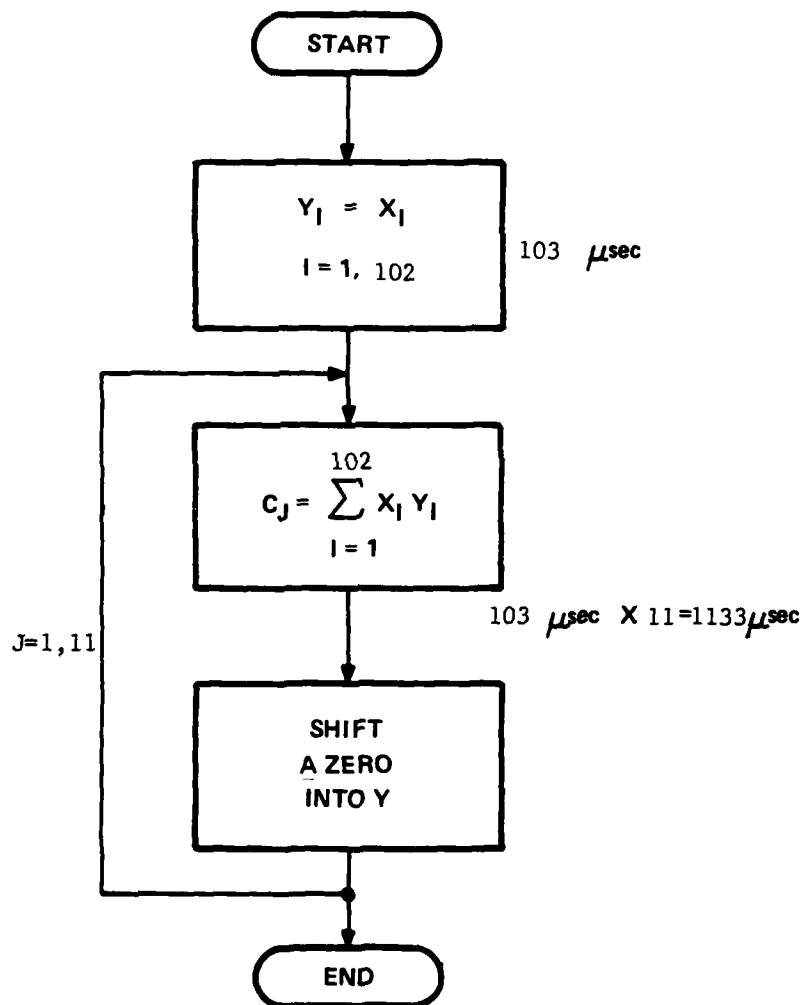 START
Y_I = X_I
I = 1, 102
103 μsec
102
C_J = ∑ X_I Y_I
I = 1
103 μsec X 11=1133μsec
J=1,11
SHIFT
A ZERO
INTO Y
END